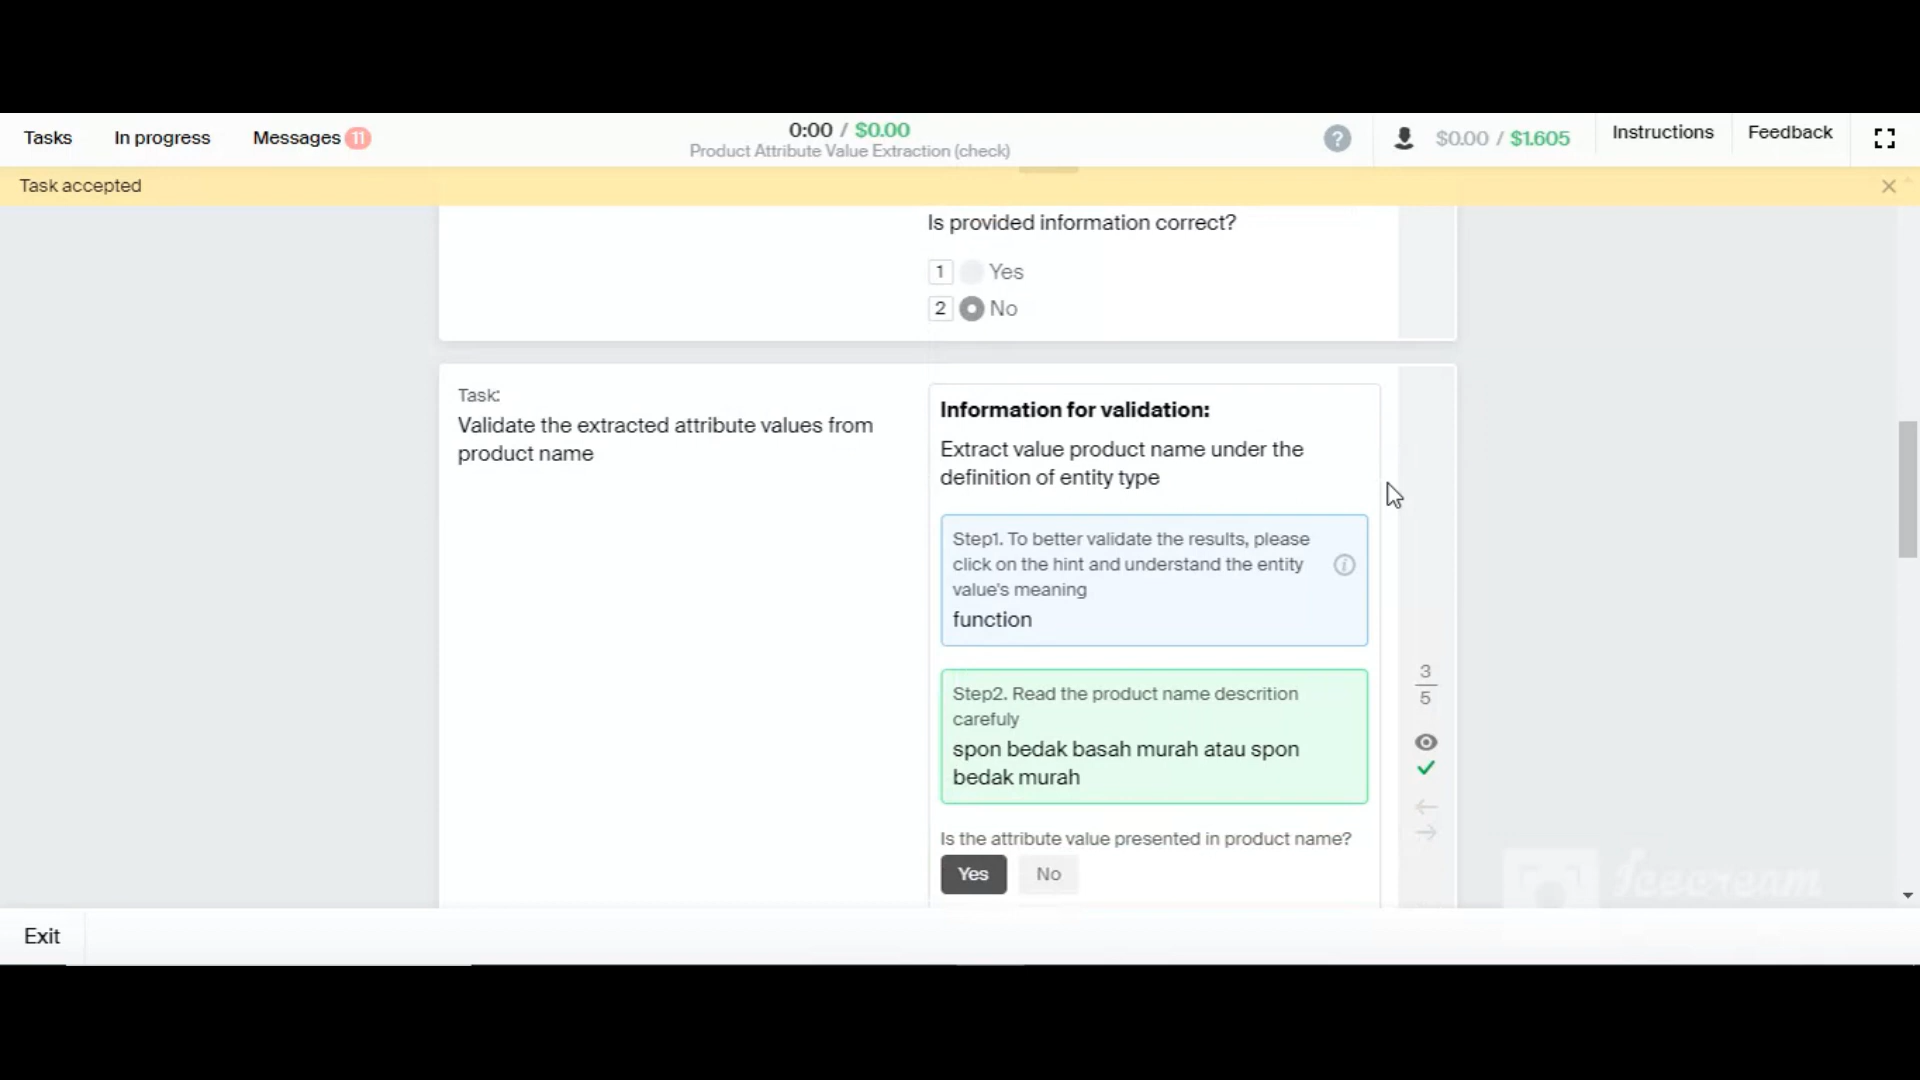 Tasks
In progress
Messages 11
0:00 / $0.00
Product Attribute Value Extraction (check)
?
$0.00 / $1.605
Instructions
Feedback
Task accepted
Is provided information correct?
1 Yes
2 No
Task:
Validate the extracted attribute values from
product name
Information for validation:
Extract value product name under the
definition of entity type
Step1. To better validate the results, please
click on the hint and understand the entity
value's meaning
function
Step2. Read the product name descrition
carefuly
spon bedak basah murah atau spon
bedak murah
Is the attribute value presented in product name?
Yes No
3
5
Icecream
Exit